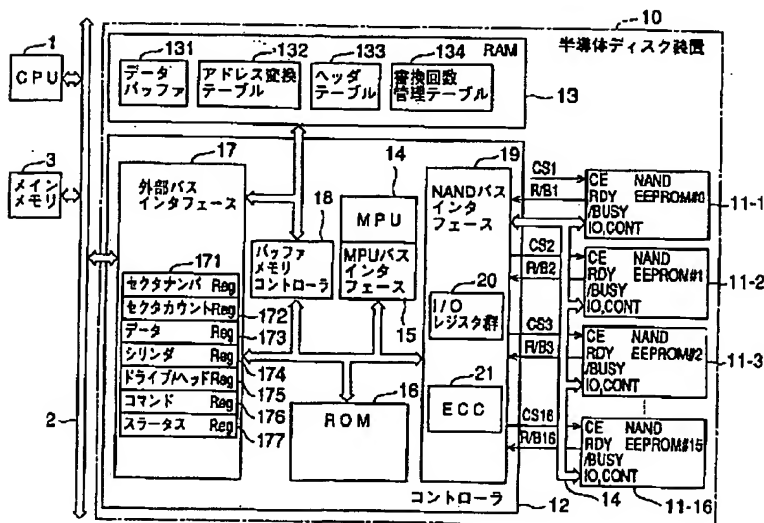 10
131
132
133
134
RAM
半導体ディスク装置
1
CPU
データ
バッファ
アドレス変換
テーブル
ヘッダ
テーブル
書換回数
管理テーブル
13
3
メイン
メモリ
17
外部バス
インタフェース
18
バッファ
メモリ
コントローラ
14
MPU
MPUバス
インタ
フェース
15
19
NANDバス
インタ
フェース
20
I/O
レジスタ群
21
ECC
CS1
R/B1
CE NAND
RDY EEPROM#0
/BUSY
IO,CONT
11-1
CS2
R/B2
CE NAND
RDY EEPROM#1
/BUSY
IO,CONT
11-2
CS3
R/B3
CE NAND
RDY EEPROM#2
/BUSY
IO,CONT
11-3
CS16
R/B16
CE NAND
RDY EEPROM#15
/BUSY
IO,CONT
14
11-16
171
セクタナンバ Reg
セクタカウントReg
172
データ Reg
173
シリンダ Reg
174
ドライブ/ヘッドReg
175
コマンド Reg
176
スラータス Reg
177
16
ROM
2
コントローラ
12